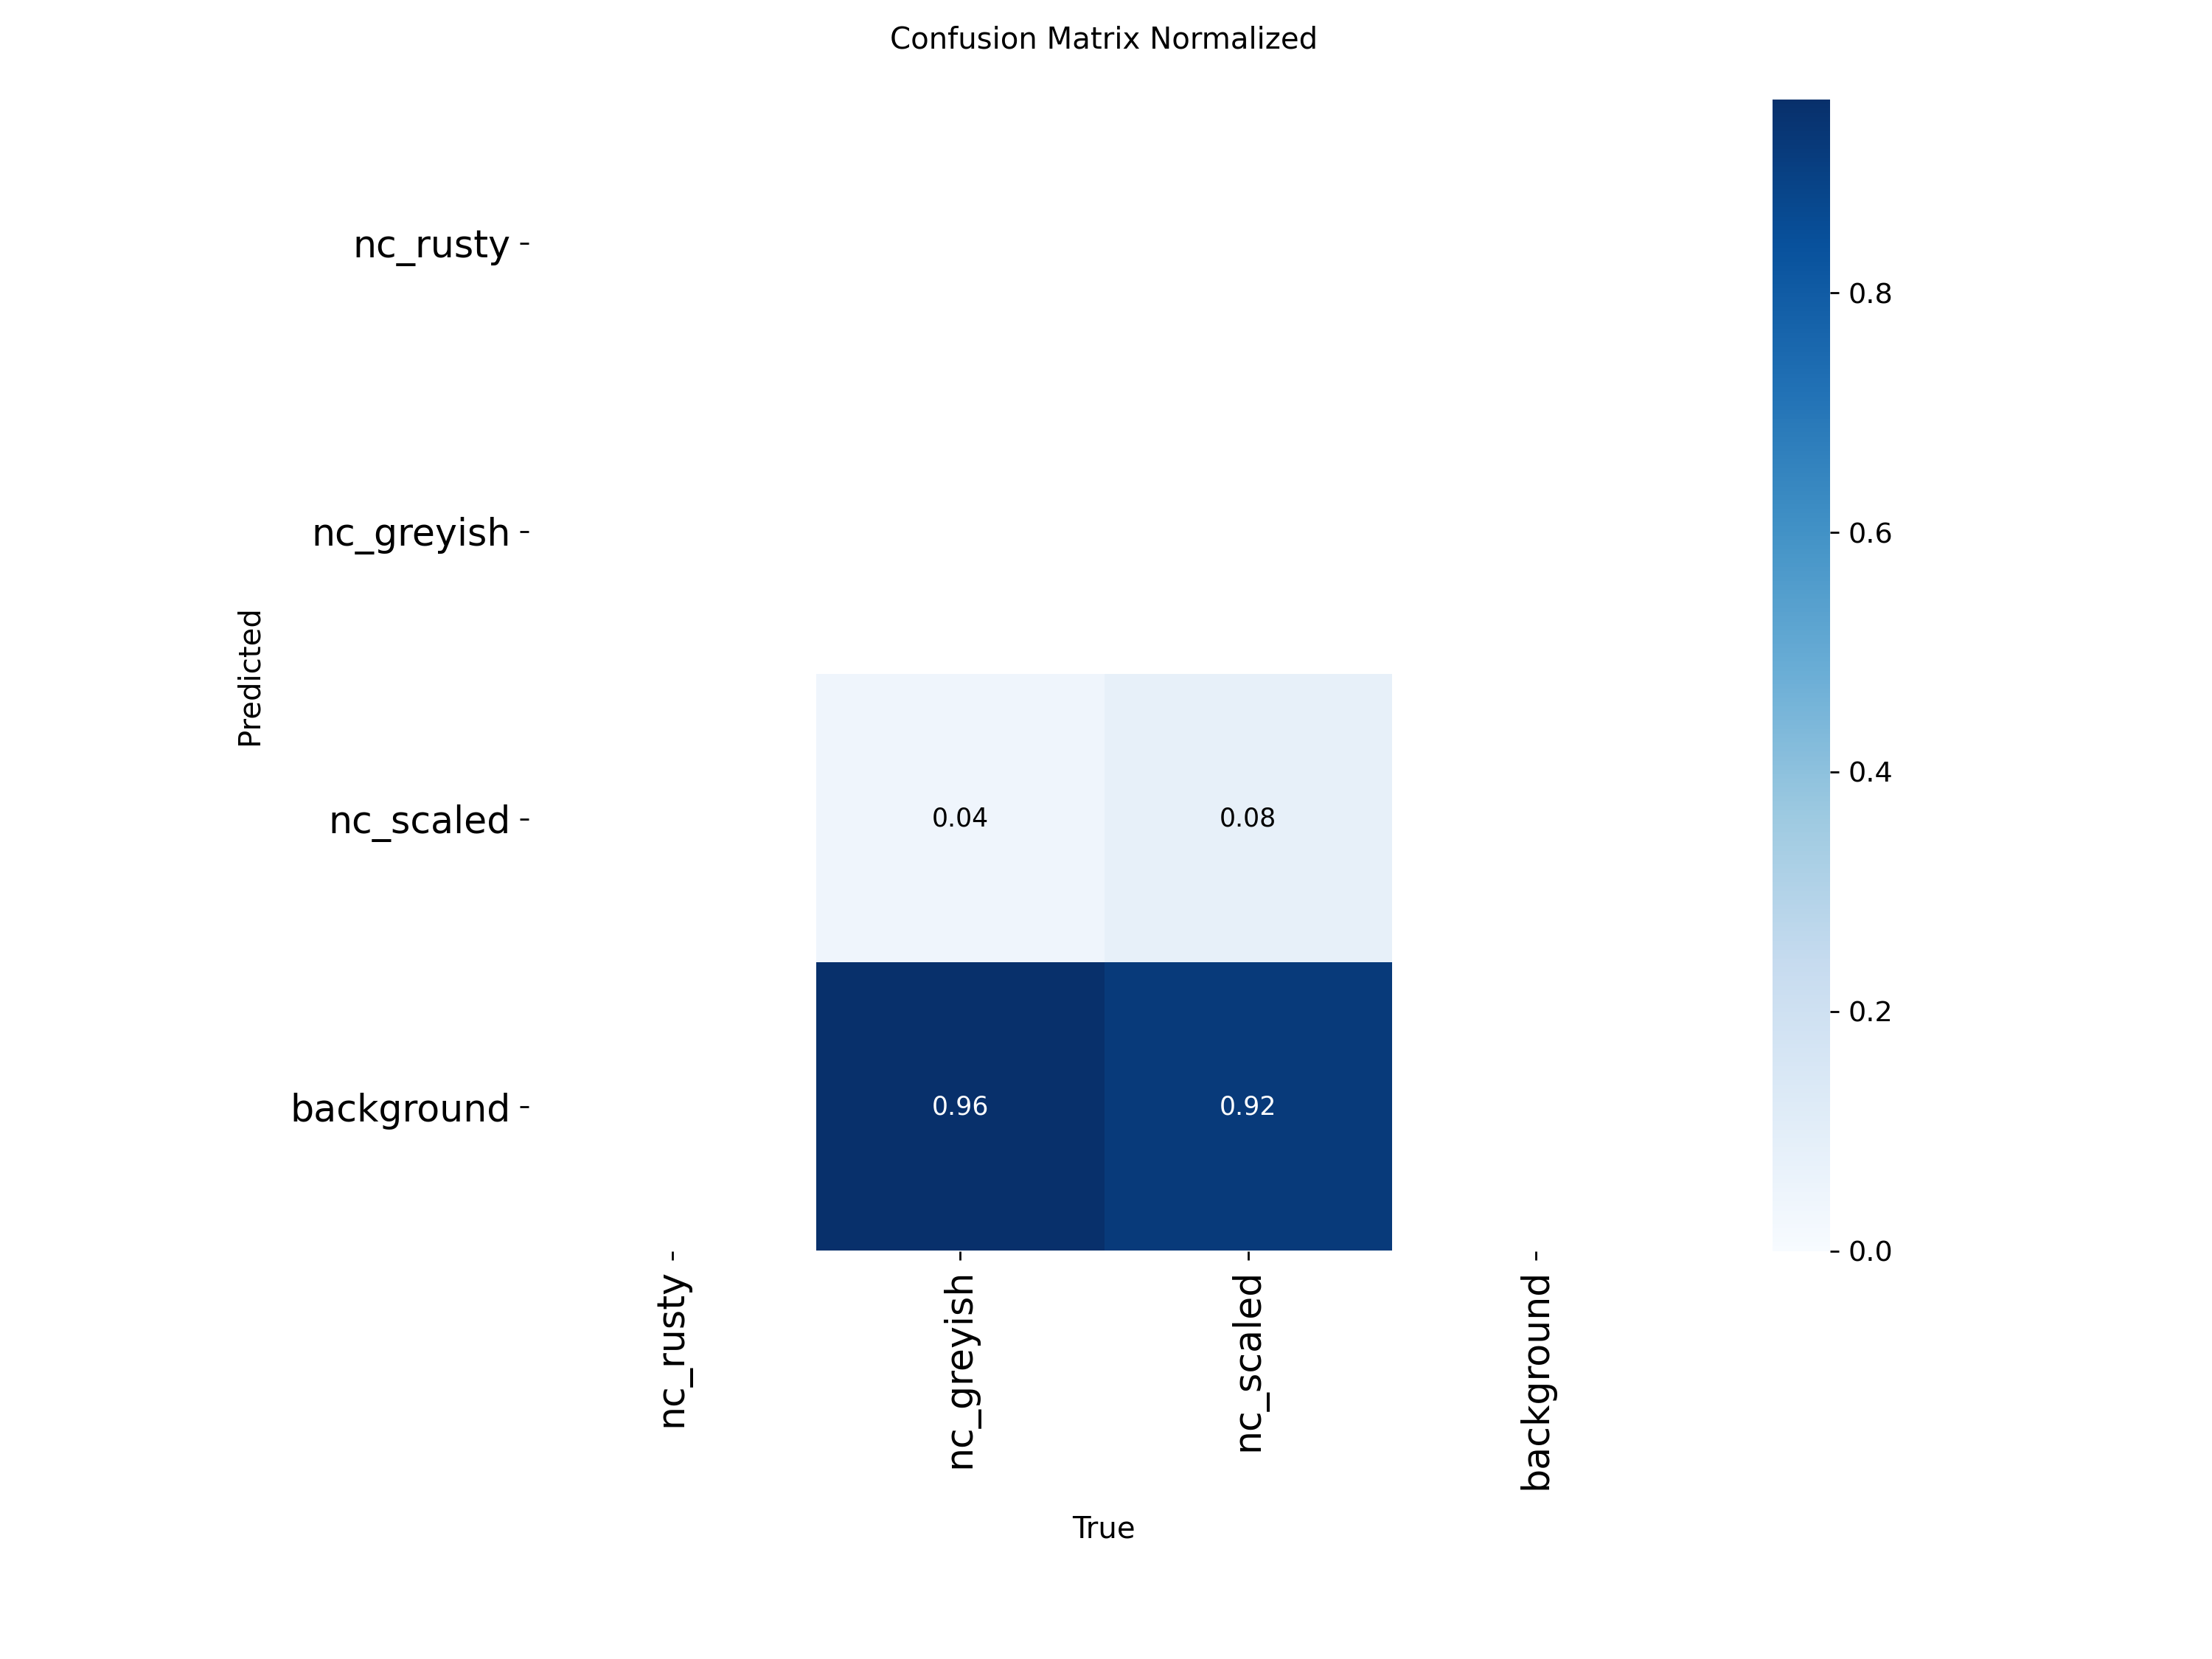 Confusion Matrix Normalized
nc_rusty
nc_greyish
nc_scaled
background
Predicted
0.04
0.08
0.96
0.92
nc_rusty
nc_greyish
nc_scaled
background
True
0.8
0.6
0.4
0.2
0.0